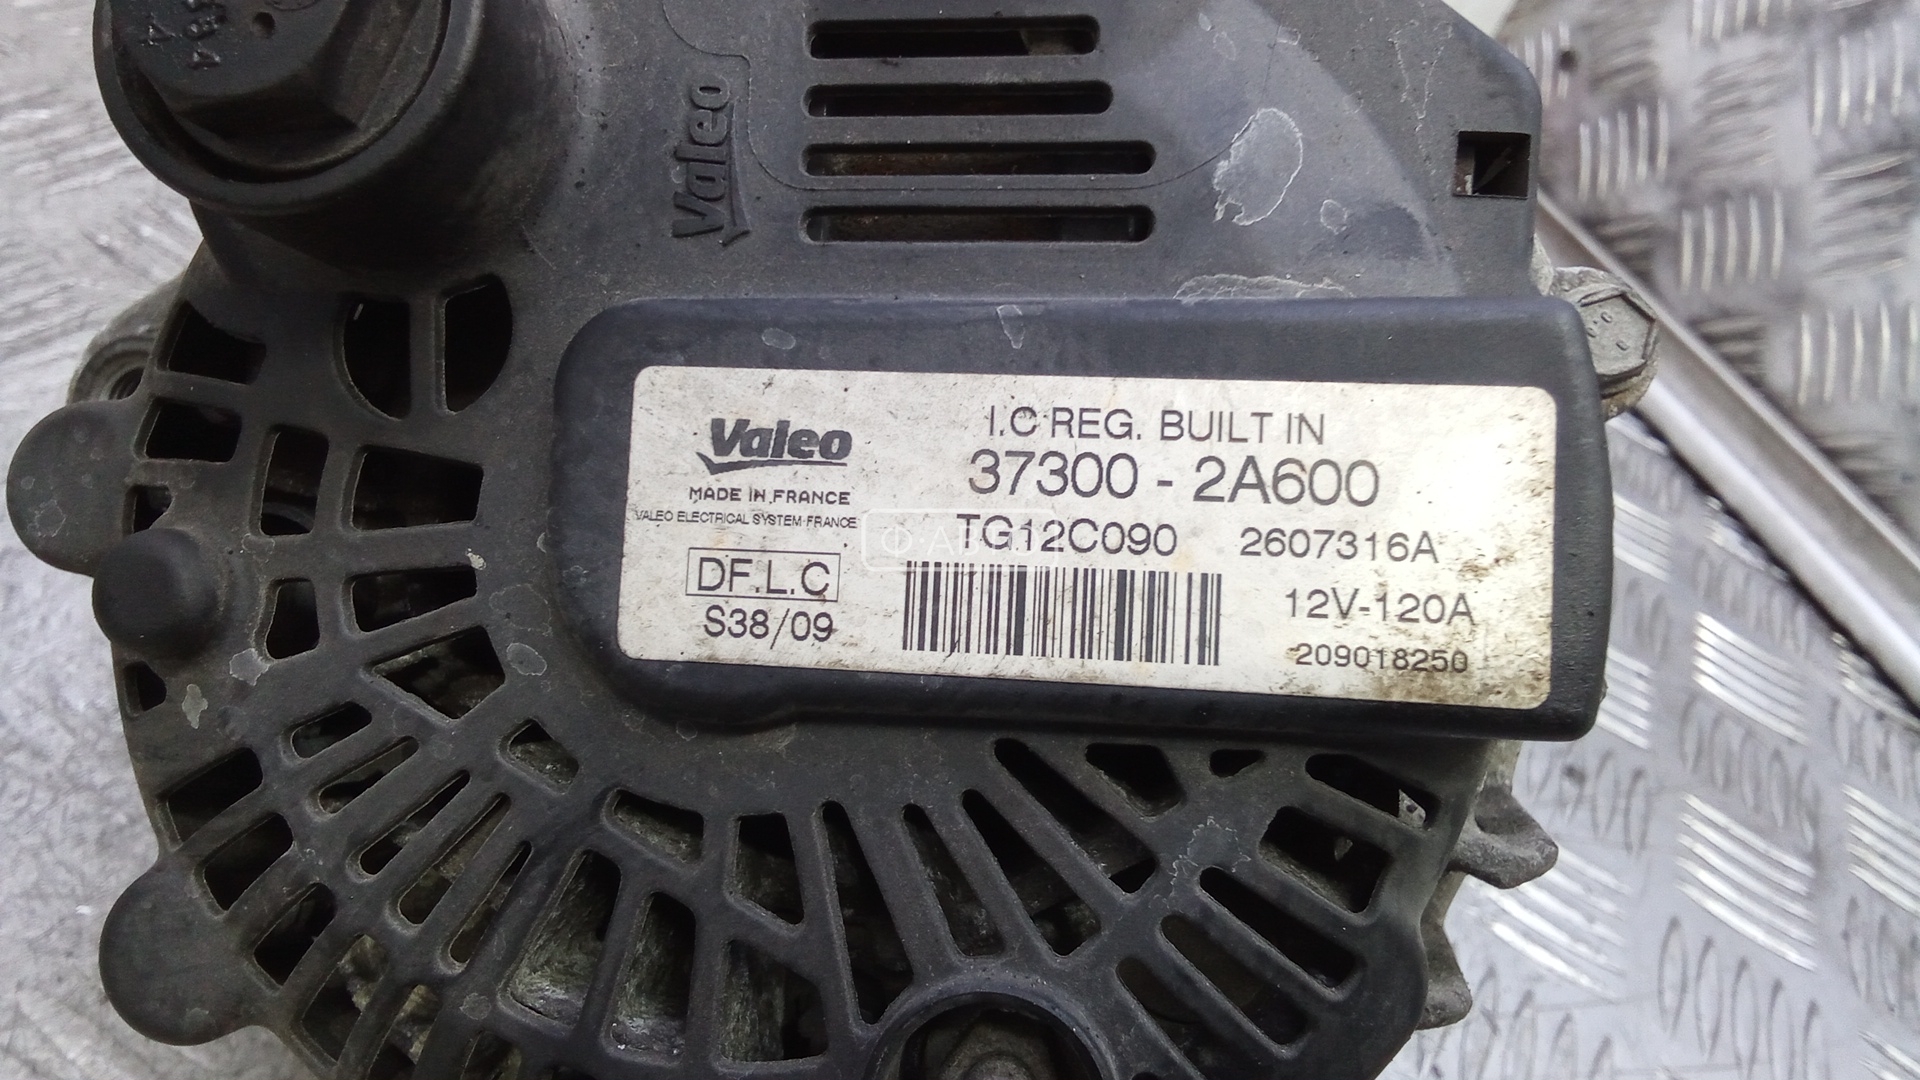 Valeo
Valeo
MADE IN FRANCE
VALEO ELECTRICAL SYSTEM-FRANCE
DF.L.C
S38/09
I.C REG. BUILT IN
37300 - 2A600
TG12C090 2607316A
12V-120A
209018250